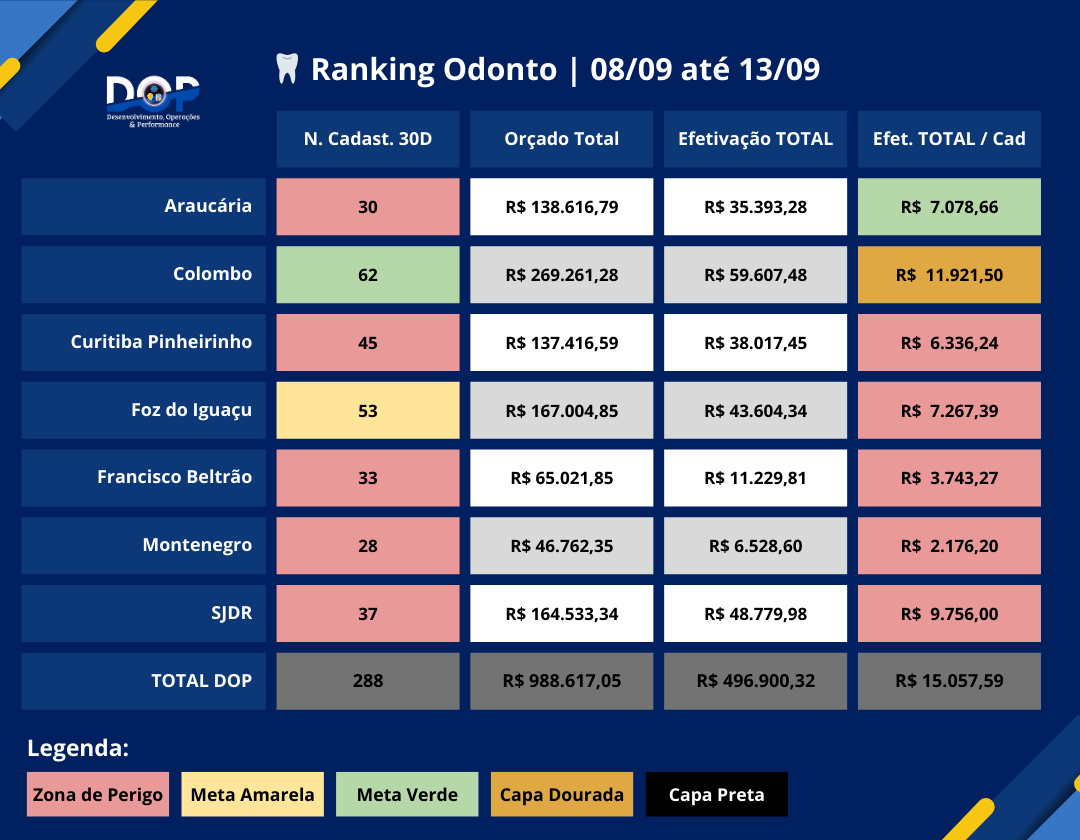 🦷 Ranking Odonto | 08/09 até 13/09
DOP
Desenvolvimento, Operações
& Performance
N. Cadast. 30D Orçado Total Efetivação TOTAL Efet. TOTAL / Cad
Araucária 30 R$ 138.616,79 R$ 35.393,28 R$ 7.078,66
Colombo 62 R$ 269.261,28 R$ 59.607,48 R$ 11.921,50
Curitiba Pinheirinho 45 R$ 137.416,59 R$ 38.017,45 R$ 6.336,24
Foz do Iguaçu 53 R$ 167.004,85 R$ 43.604,34 R$ 7.267,39
Francisco Beltrão 33 R$ 65.021,85 R$ 11.229,81 R$ 3.743,27
Montenegro 28 R$ 46.762,35 R$ 6.528,60 R$ 2.176,20
SJDR 37 R$ 164.533,34 R$ 48.779,98 R$ 9.756,00
TOTAL DOP 288 R$ 988.617,05 R$ 496.900,32 R$ 15.057,59
Legenda:
Zona de Perigo Meta Amarela Meta Verde Capa Dourada Capa Preta